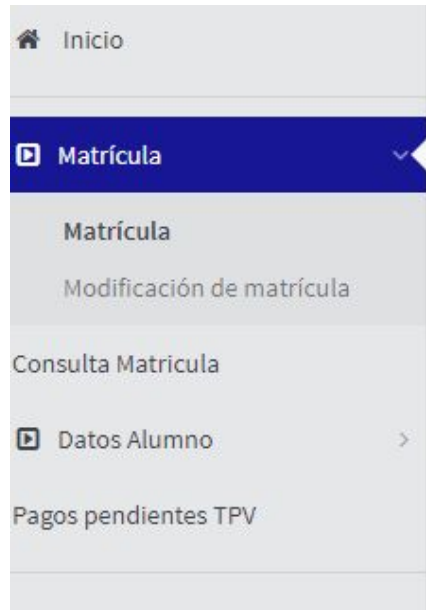 Inicio
Matrícula
Matrícula
Modificación de matrícula
Consulta Matricula
Datos Alumno
Pagos pendientes TPV